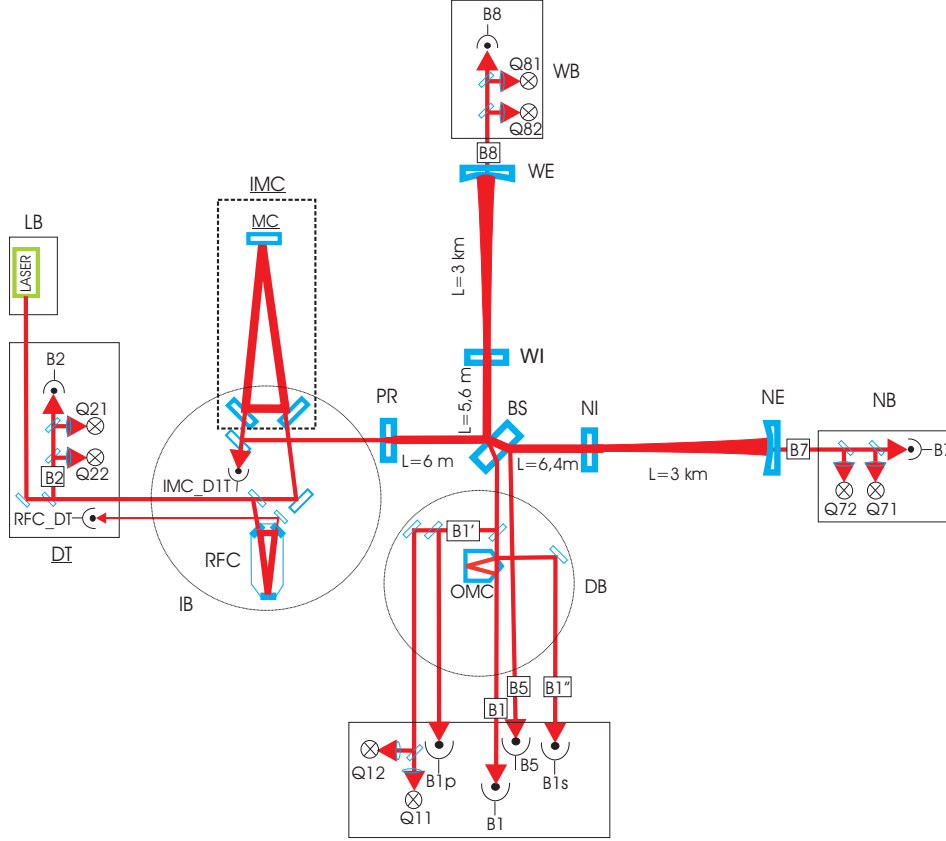 B8
Q81
WB
Q82
B8
WE
IMC
MC
LB
LASER
L=3 km
B2
Q21
B2
Q22
WI
L=5,6 m
PR
BS
NI
NE
NB
L=6 m
L=6,4m
L=3 km
B7
B7
Q72
Q71
IMC_D1T
RFC_DT
DT
RFC
IB
B1'
OMC
DB
B5
B1"
B1
Q12
B1p
B5
B1s
Q11
B1